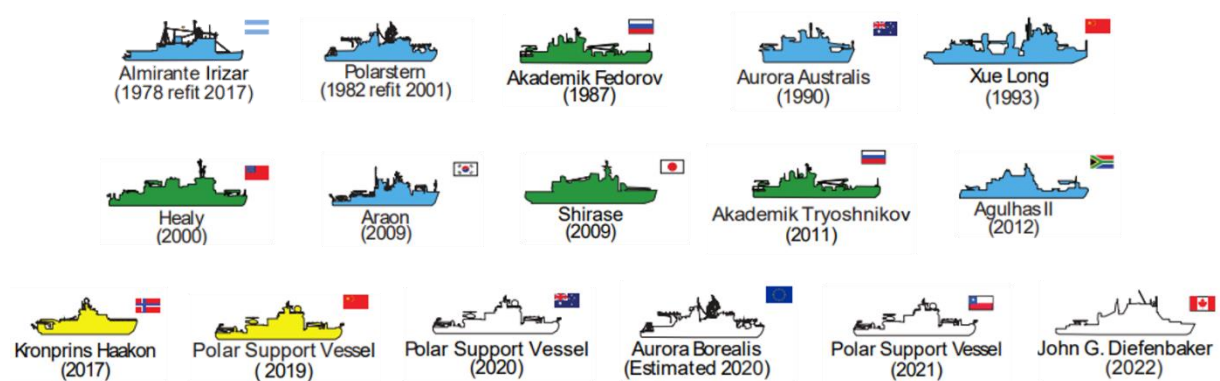 Almirante Irizar
(1978 refit 2017)
Polarstern
(1982 refit 2001)
Akademik Fedorov
(1987)
Aurora Australis
(1990)
Xue Long
(1993)
Healy
(2000)
Araon
(2009)
Shirase
(2009)
Akademik Tryoshnikov
(2011)
Agulhas II
(2012)
Kronprins Haakon
(2017)
Polar Support Vessel
( 2019)
Polar Support Vessel
(2020)
Aurora Borealis
(Estimated 2020)
Polar Support Vessel
(2021)
John G. Diefenbaker
(2022)